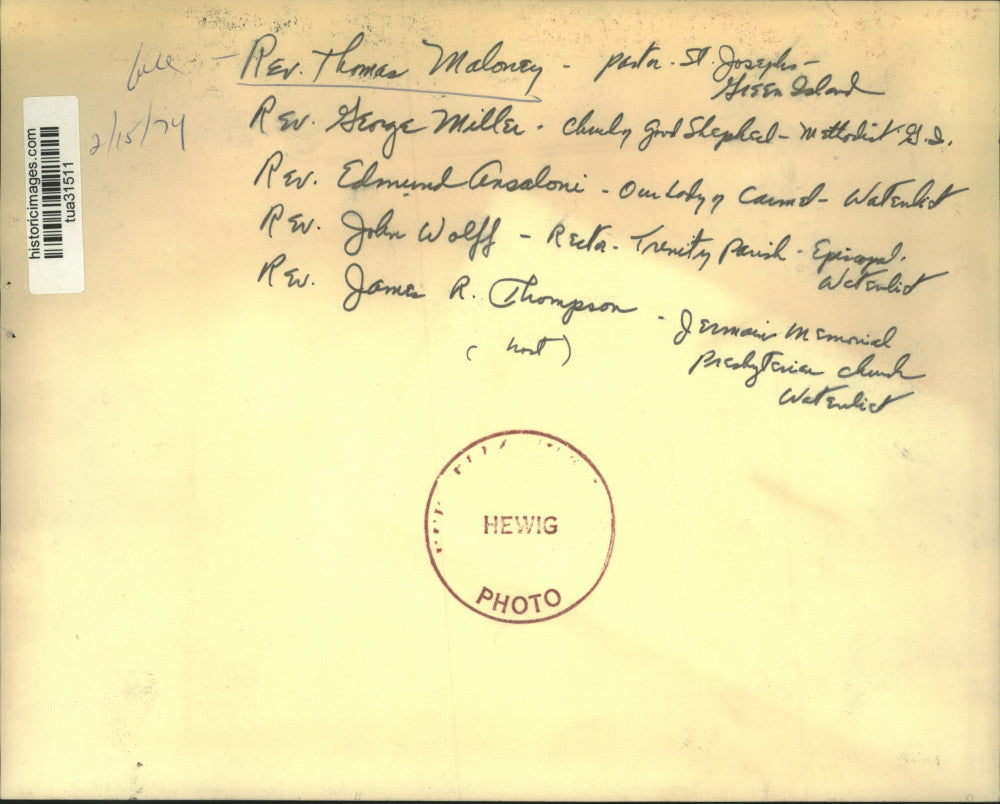 file - Rev. Thomas Maloney - Pastor. St. Josephs -
Green Island
2/15/74
Rev. George Miller - Church of Good Shepherd - Methodist G.I.
Rev. Edmund Ansaloni - Our Lady of Carmel - Watervliet
Rev. John Wolff - Rector - Trinity Parish - Episcopal.
Watervliet
Rev. James R. Thompson - Jermain Memorial
(host) Presbyterian Church
Watervliet
historicimages.com
tua31511
HEWIG
PHOTO